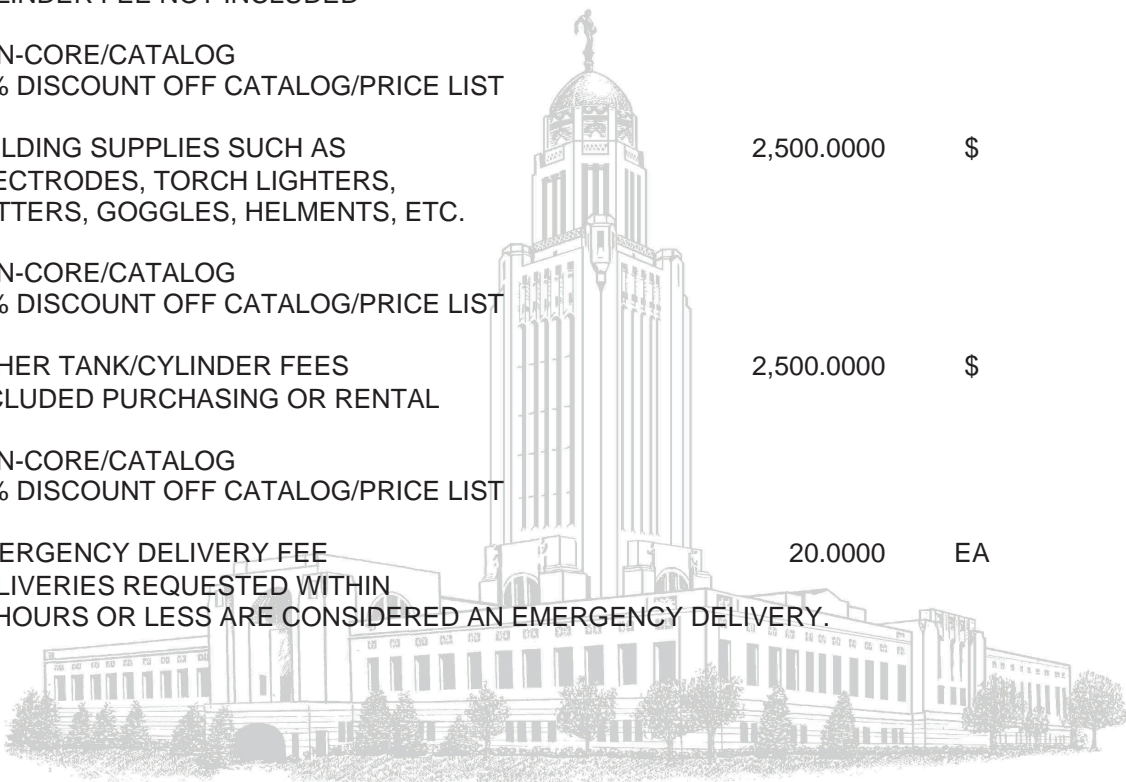 LINDER FEE NOT INCLUDED
N-CORE/CATALOG
% DISCOUNT OFF CATALOG/PRICE LIST
LDING SUPPLIES SUCH AS 2,500.0000 $
ECTRODES, TORCH LIGHTERS,
TTERS, GOGGLES, HELMENTS, ETC.
N-CORE/CATALOG
% DISCOUNT OFF CATALOG/PRICE LIST
HER TANK/CYLINDER FEES 2,500.0000 $
CLUDED PURCHASING OR RENTAL
N-CORE/CATALOG
% DISCOUNT OFF CATALOG/PRICE LIST
ERGENCY DELIVERY FEE 20.0000 EA
LIVERIES REQUESTED WITHIN
HOURS OR LESS ARE CONSIDERED AN EMERGENCY DELIVERY.